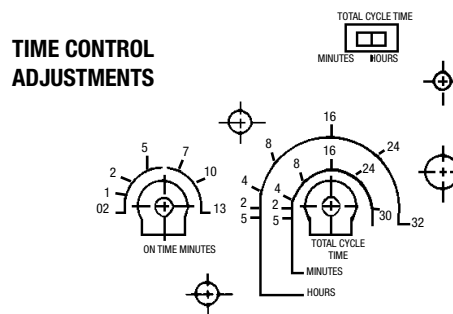 TOTAL CYCLE TIME
MINUTES HOURS
TIME CONTROL
ADJUSTMENTS
16
8 24
5 7 16
2 10 8 24
1 4 4
02 13 2 2 30 32
5 5
ON TIME MINUTES
TOTAL CYCLE
TIME
MINUTES
HOURS